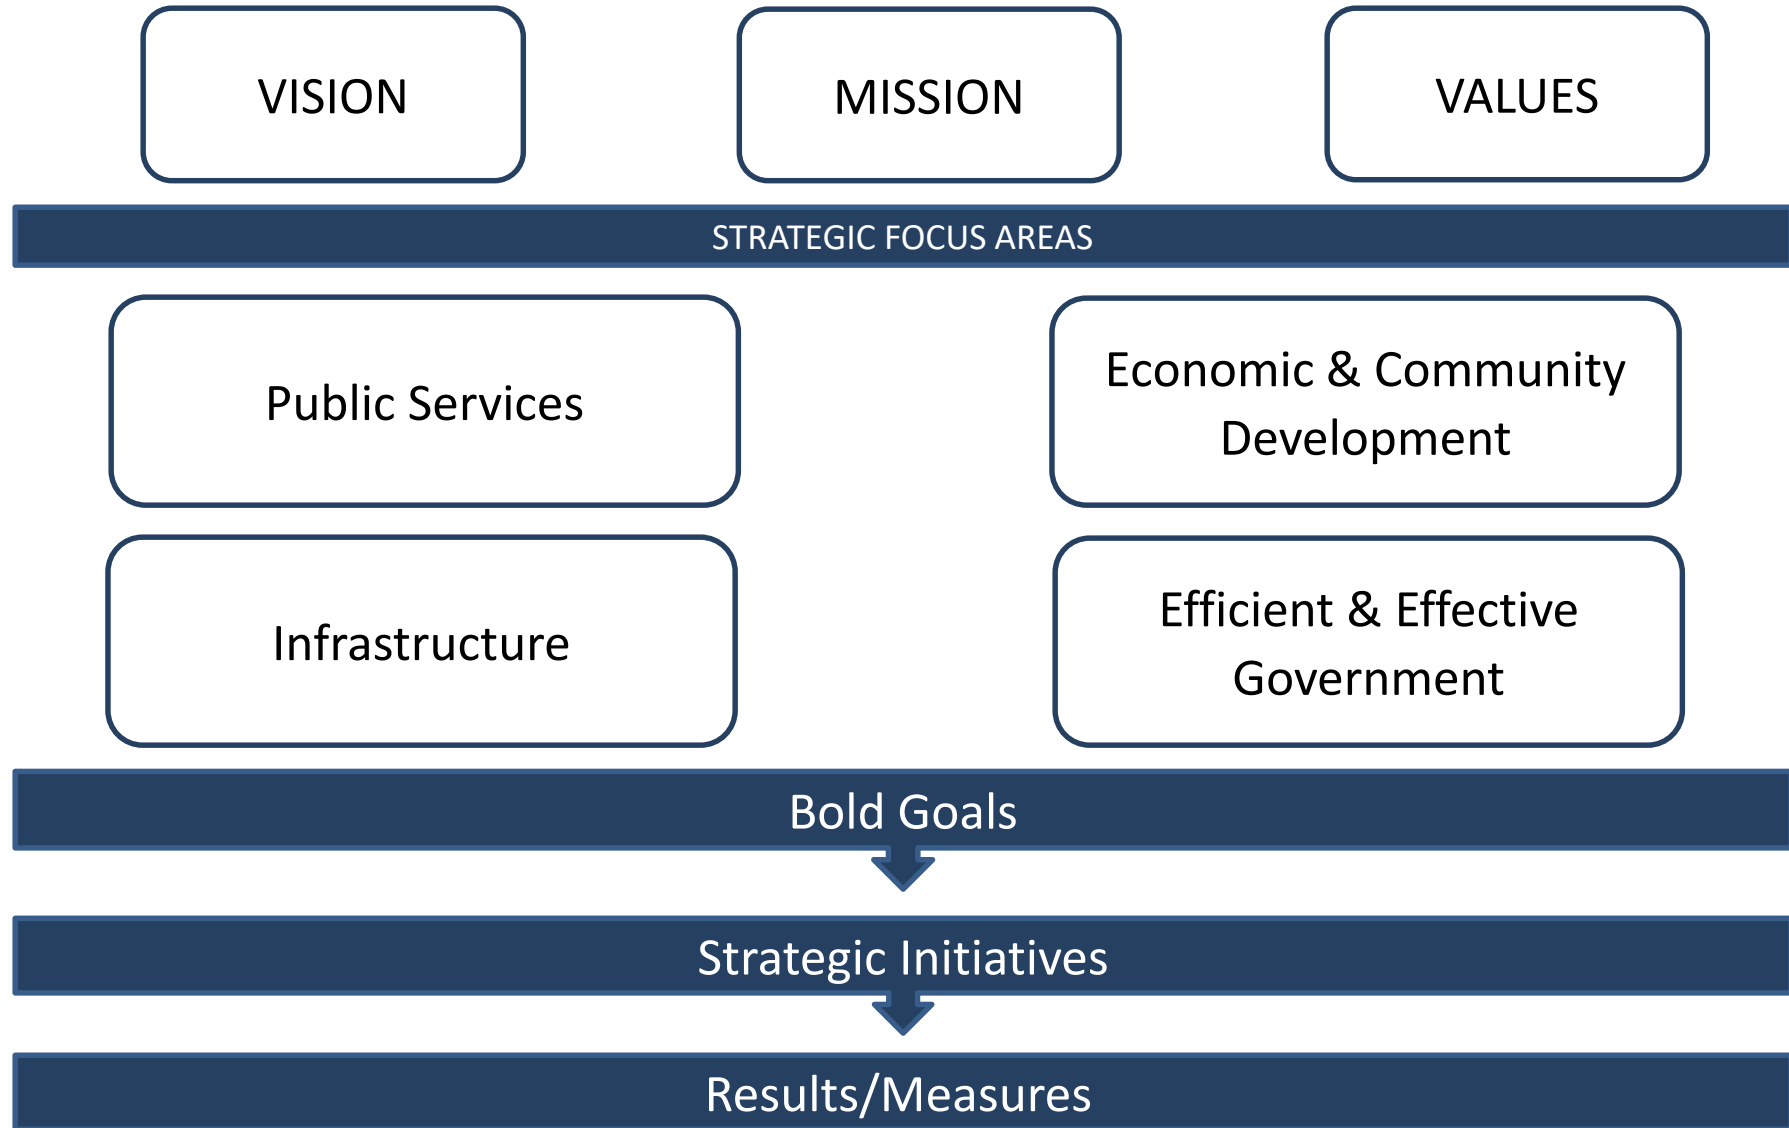 VISION
MISSION
VALUES
STRATEGIC FOCUS AREAS
Public Services
Economic & Community
Development
Infrastructure
Efficient & Effective
Government
Bold Goals
Strategic Initiatives
Results/Measures